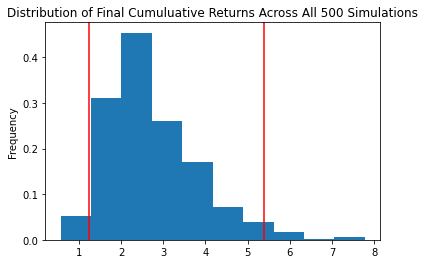 Distribution of Final Cumuluative Returns Across All 500 Simulations
Frequency
0.4
0.3
0.2
0.1
0.0
1 2 3 4 5 6 7 8